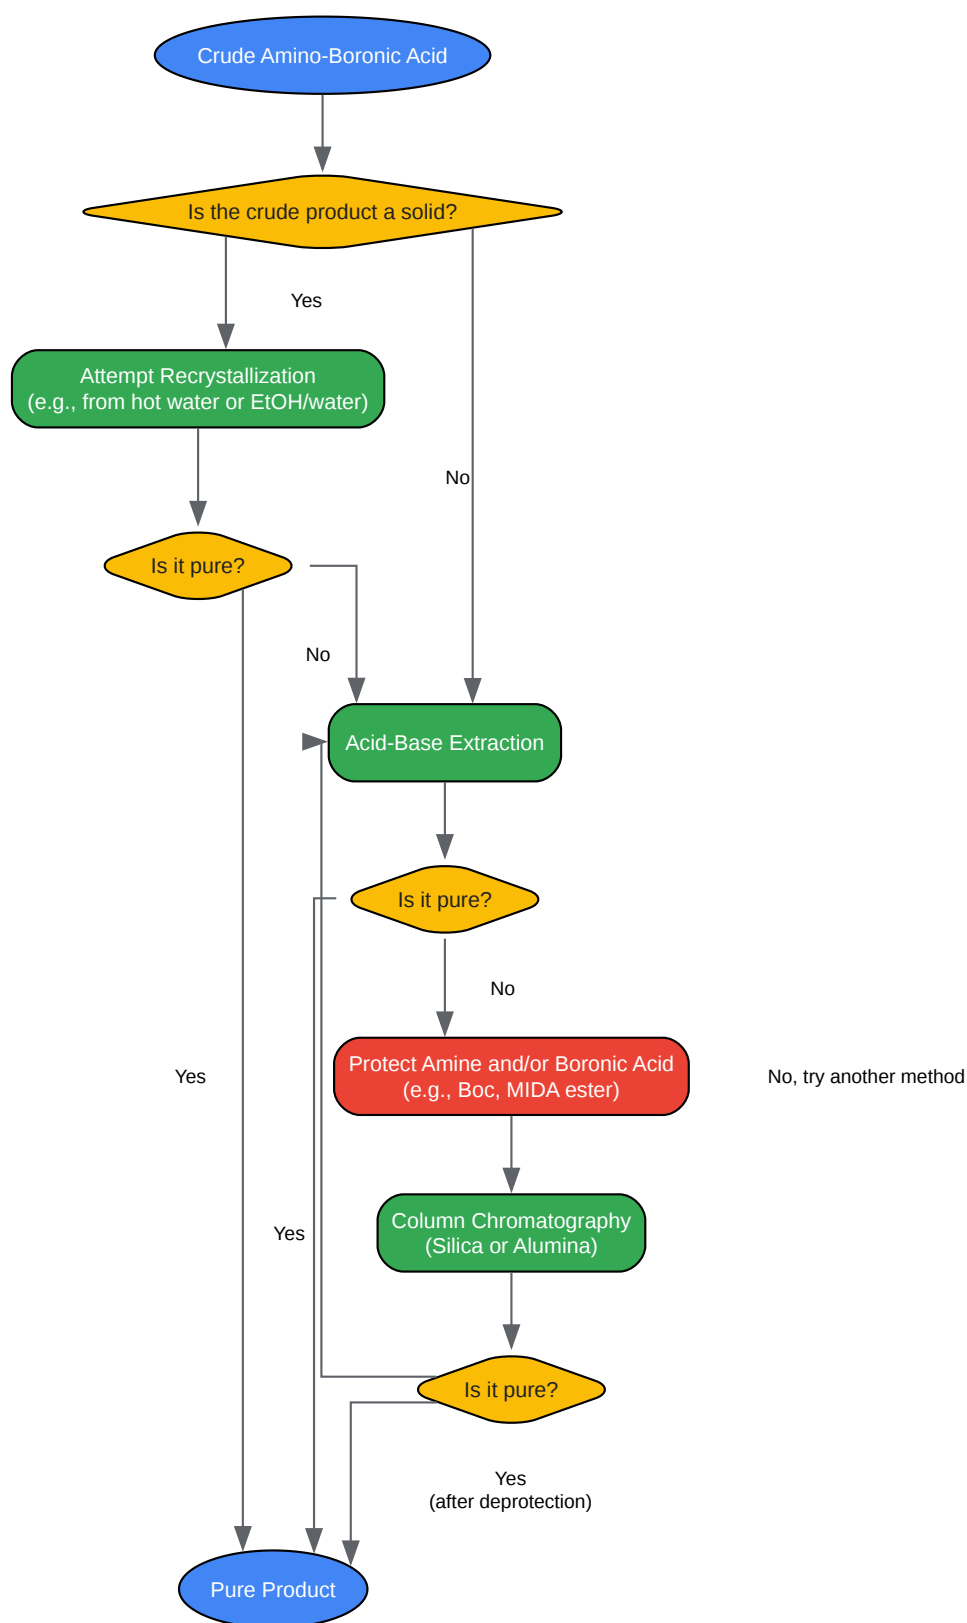 Crude Amino-Boronic Acid
Is the crude product a solid?
Yes
Attempt Recrystallization
(e.g., from hot water or EtOH/water)
No
Is it pure?
No
Acid-Base Extraction
Is it pure?
No
Protect Amine and/or Boronic Acid
(e.g., Boc, MIDA ester)
Yes
No, try another method
Column Chromatography
(Silica or Alumina)
Yes
Is it pure?
Yes
(after deprotection)
Pure Product